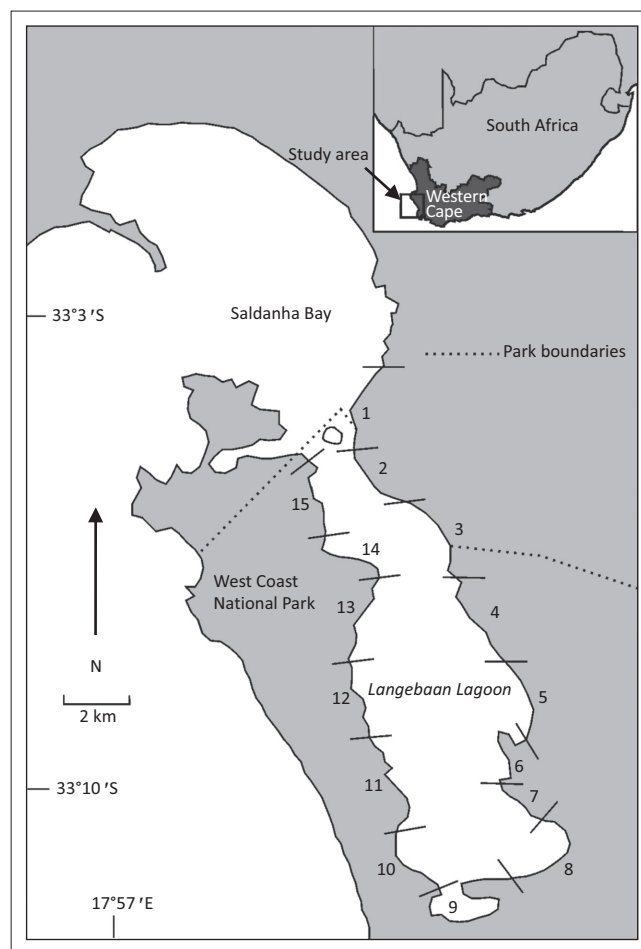 South Africa
Study area
Western
Cape
Saldanha Bay
33°3 ′S
Park boundaries
1
2
15
3
14
West Coast
National Park
13
4
N
2 km
12
Langebaan Lagoon
5
6
11
33°10 ′S
7
10
8
17°57 ′E
9